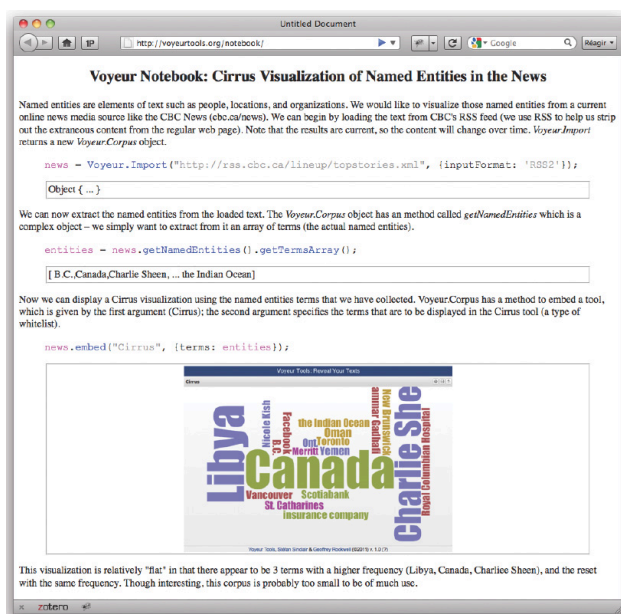 Untitled Document
http://voyeurtools.org/notebook/
Google
Réagir
Voyeur Notebook: Cirrus Visualization of Named Entities in the News
Named entities are elements of text such as people, locations, and organizations. We would like to visualize those named entities from a current
online news media source like the CBC News (cbc.ca/news). We can begin by loading the text from CBC's RSS feed (we use RSS to help us strip
out the extraneous content from the regular web page). Note that the results are current, so the content will change over time. Voyeur.Import
returns a new Voyeur.Corpus object.
news = Voyeur.Import("http://rss.cbc.ca/lineup/topstories.xml", {inputFormat: 'RSS2'});
Object { ... }
We can now extract the named entities from the loaded text. The Voyeur.Corpus object has an method called getNamedEntities which is a
complex object – we simply want to extract from it an array of terms (the actual named entities).
entities = news.getNamedEntities().getTermsArray();
[ B.C.,Canada,Charlie Sheen, ... the Indian Ocean]
Now we can display a Cirrus visualization using the named entities terms that we have collected. Voyeur.Corpus has a method to embed a tool,
which is given by the first argument (Cirrus); the second argument specifies the terms that are to be displayed in the Cirrus tool (a type of
whitelist).
news.embed("Cirrus", {terms: entities});
Voyeur Tools: Reveal Your Texts
Cirrus
Libya
Nicole Kish
Facebook
B.C.
the Indian Ocean
Oman
Ont
Toronto
Merritt
Yemen
Canada
Vancouver
Scotiabank
St. Catharines
insurance company
ammar Gadhafi
New Brunswick
Charlie She
Royal Columbian Hospital
Voyeur Tools, Stéfan Sinclair & Geoffrey Rockwell (©2011) v. 1.0
This visualization is relatively "flat" in that there appear to be 3 terms with a higher frequency (Libya, Canada, Charliee Sheen), and the reset
with the same frequency. Though interesting, this corpus is probably too small to be of much use.
zotero